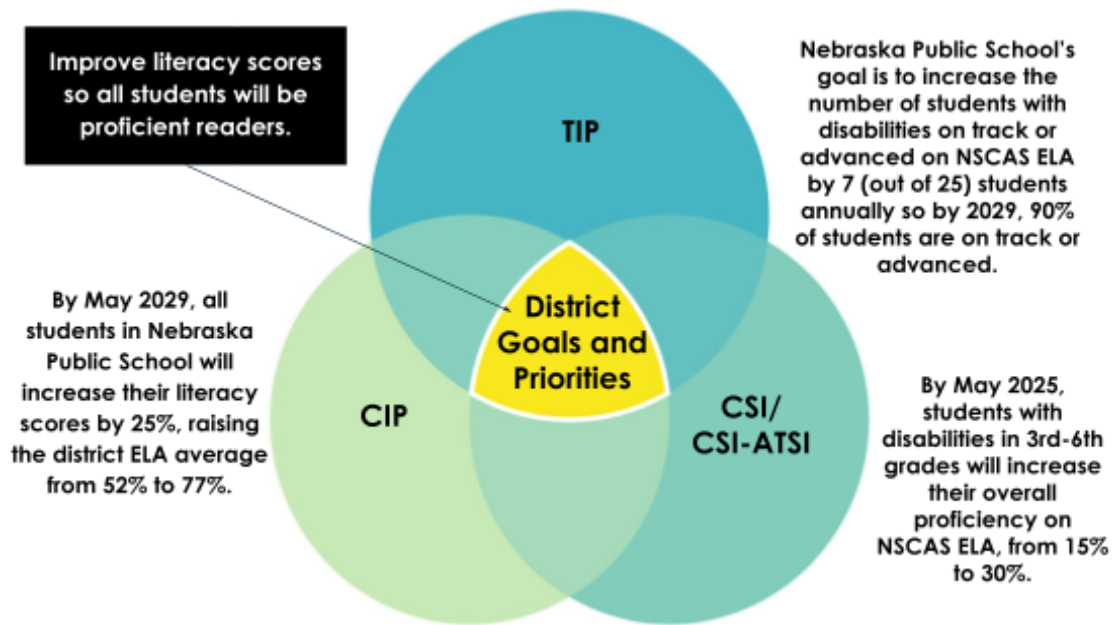 Improve literacy scores
so all students will be
proficient readers.
TIP
Nebraska Public School's
goal is to increase the
number of students with
disabilities on track or
advanced on NSCAS ELA
by 7 (out of 25) students
annually so by 2029, 90%
of students are on track or
advanced.
By May 2029, all
students in Nebraska
Public School will
increase their literacy
scores by 25%, raising
the district ELA average
from 52% to 77%.
District
Goals and
Priorities
CIP
CSI/
CSI-ATSI
By May 2025,
students with
disabilities in 3rd-6th
grades will increase
their overall
proficiency on
NSCAS ELA, from 15%
to 30%.